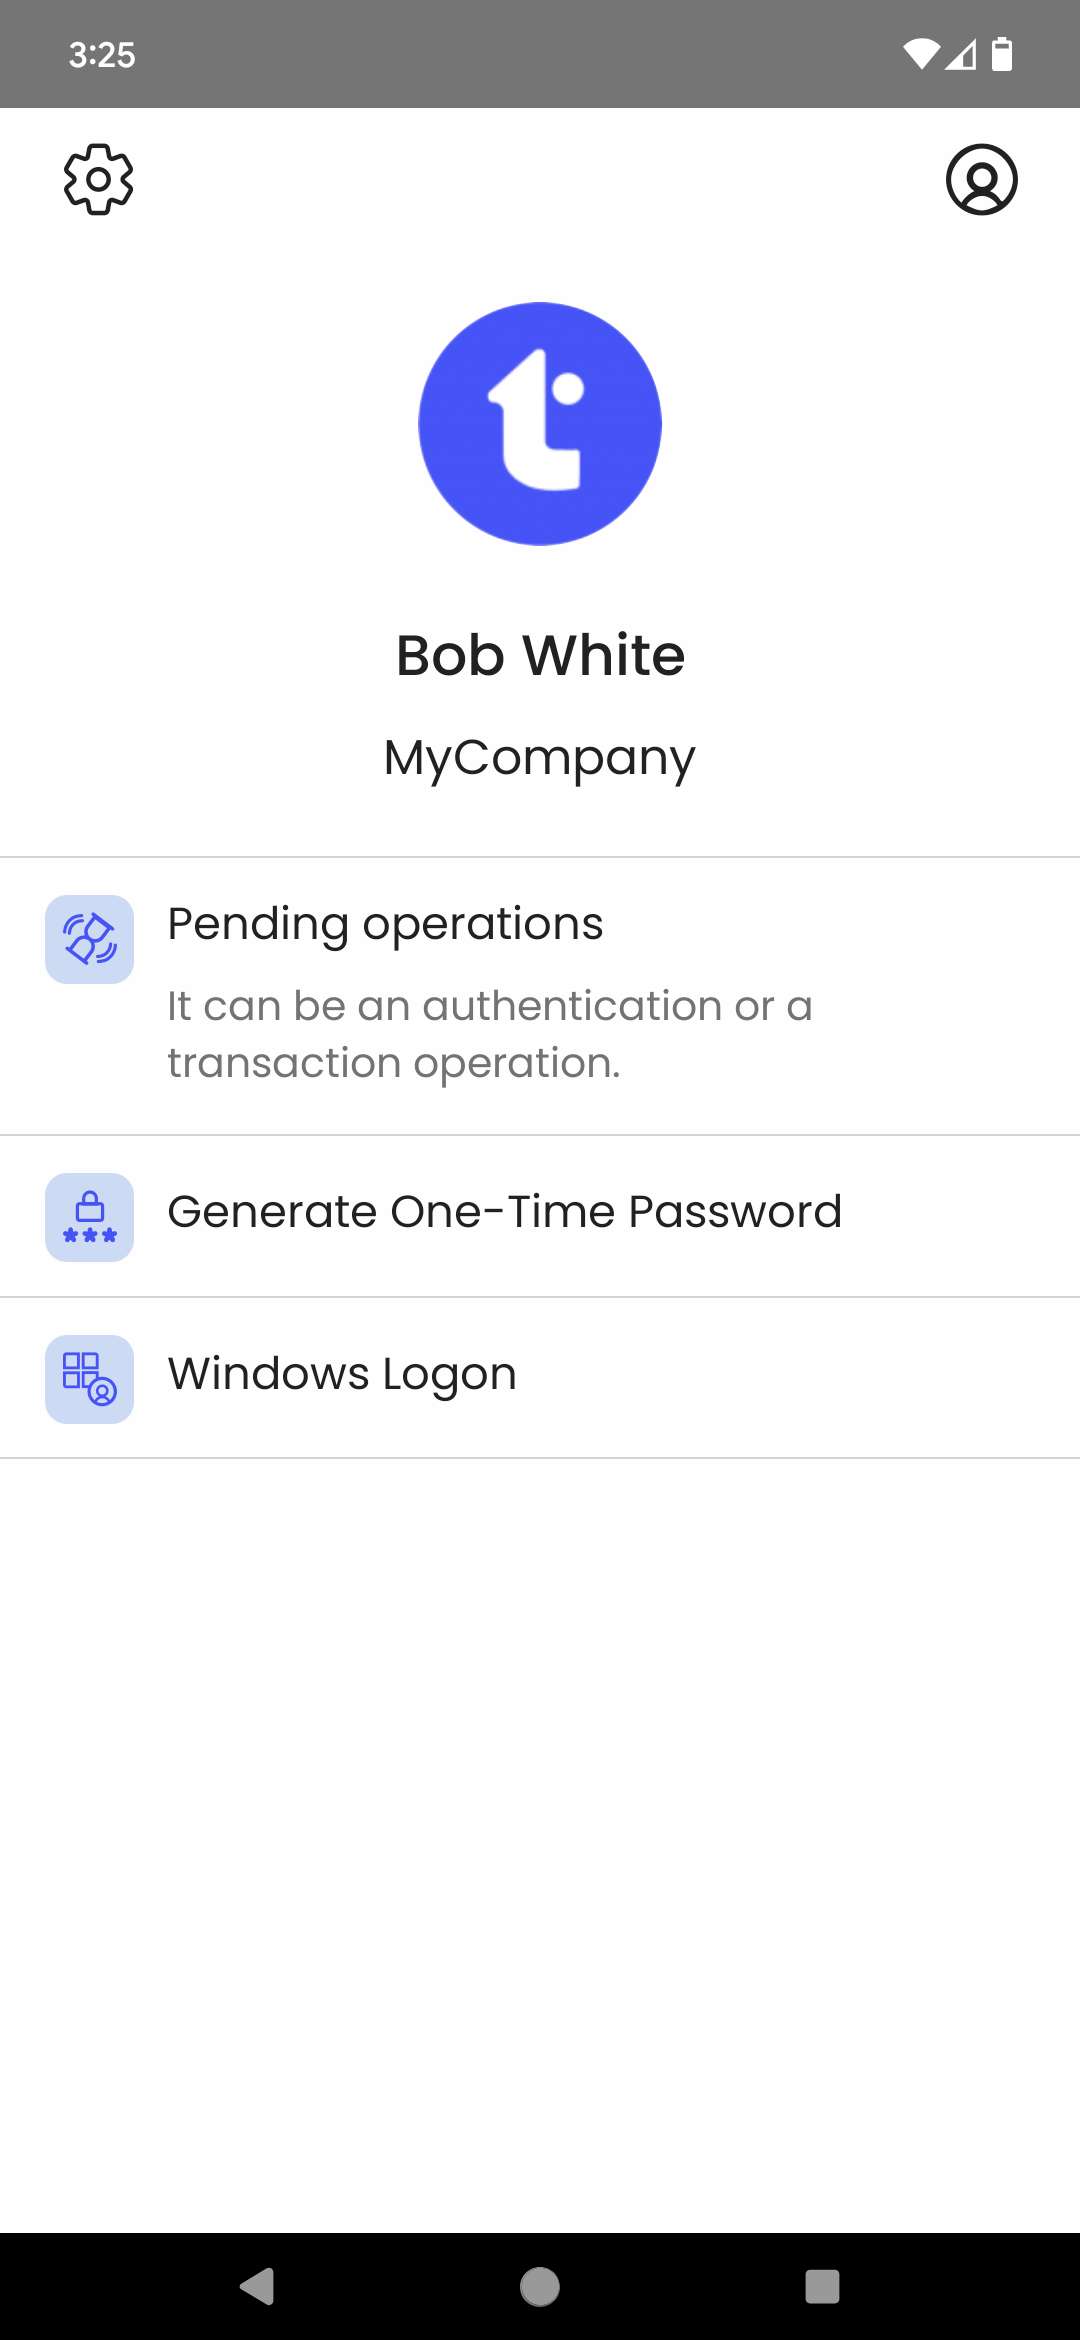 3:25
Bob White
MyCompany
Pending operations
It can be an authentication or a
transaction operation.
Generate One-Time Password
Windows Logon